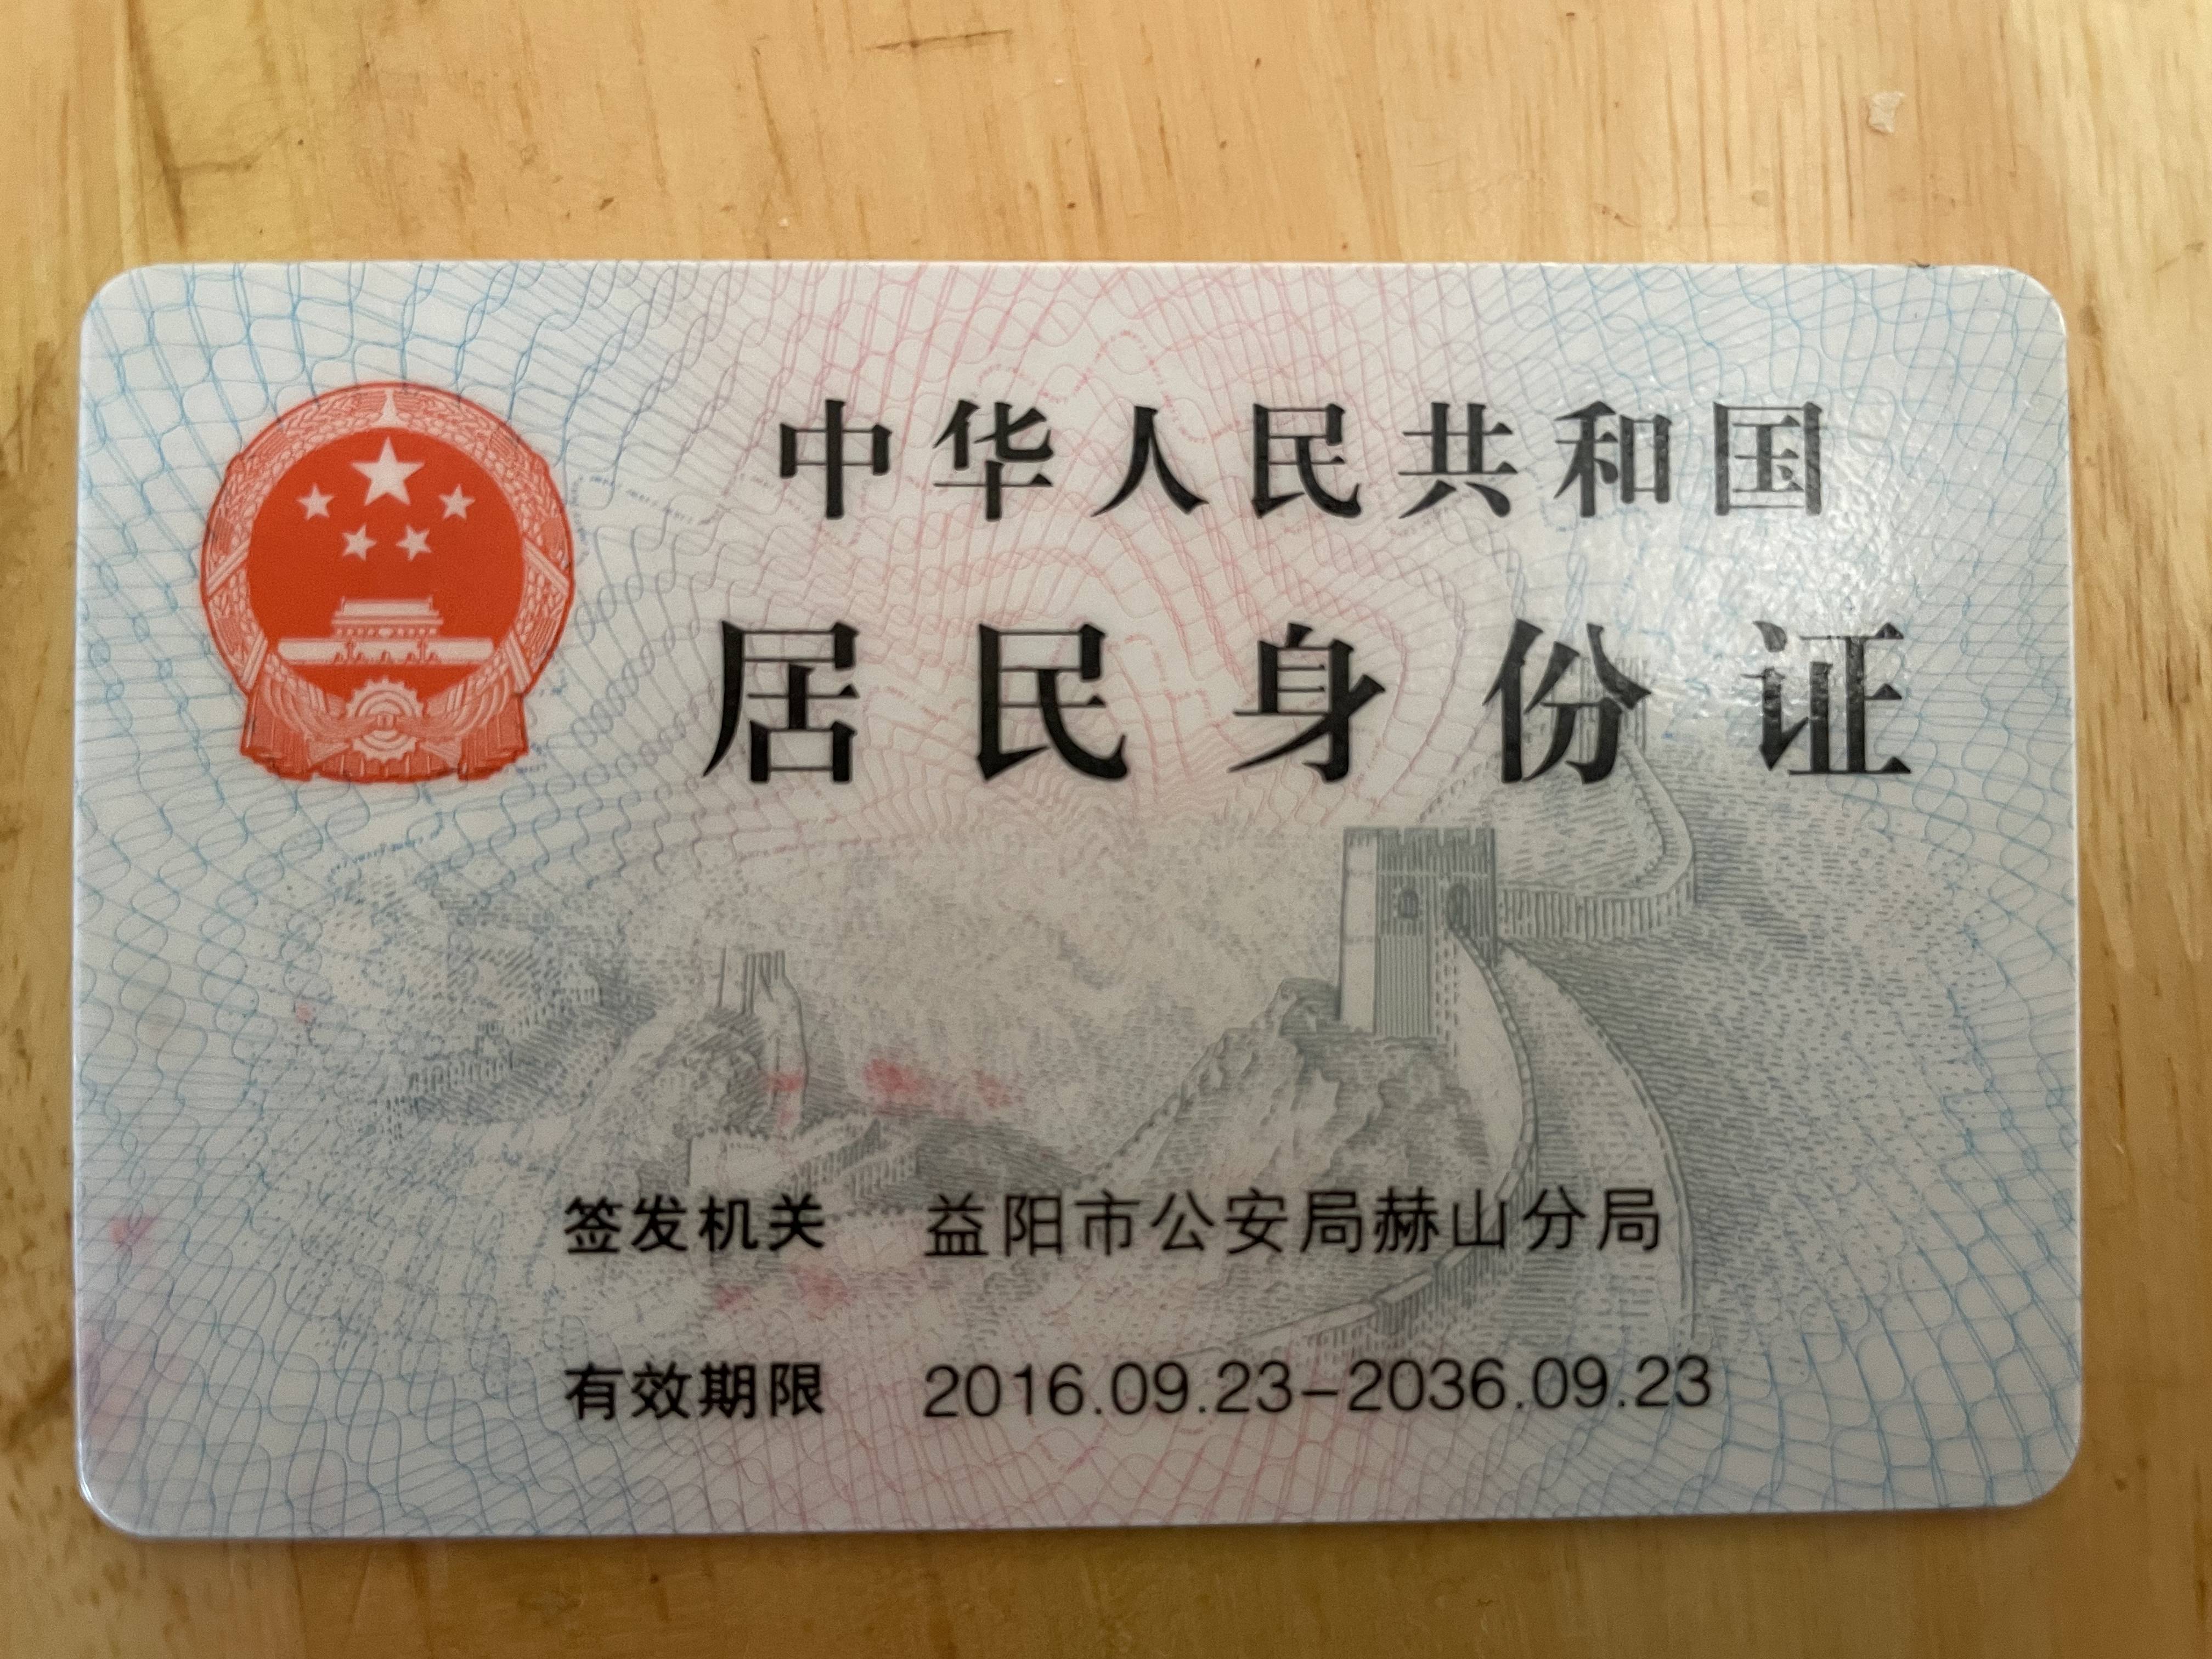 中华人民共和国
居民身份证
签发机关 益阳市公安局赫山分局
有效期限 2016.09.23-2036.09.23